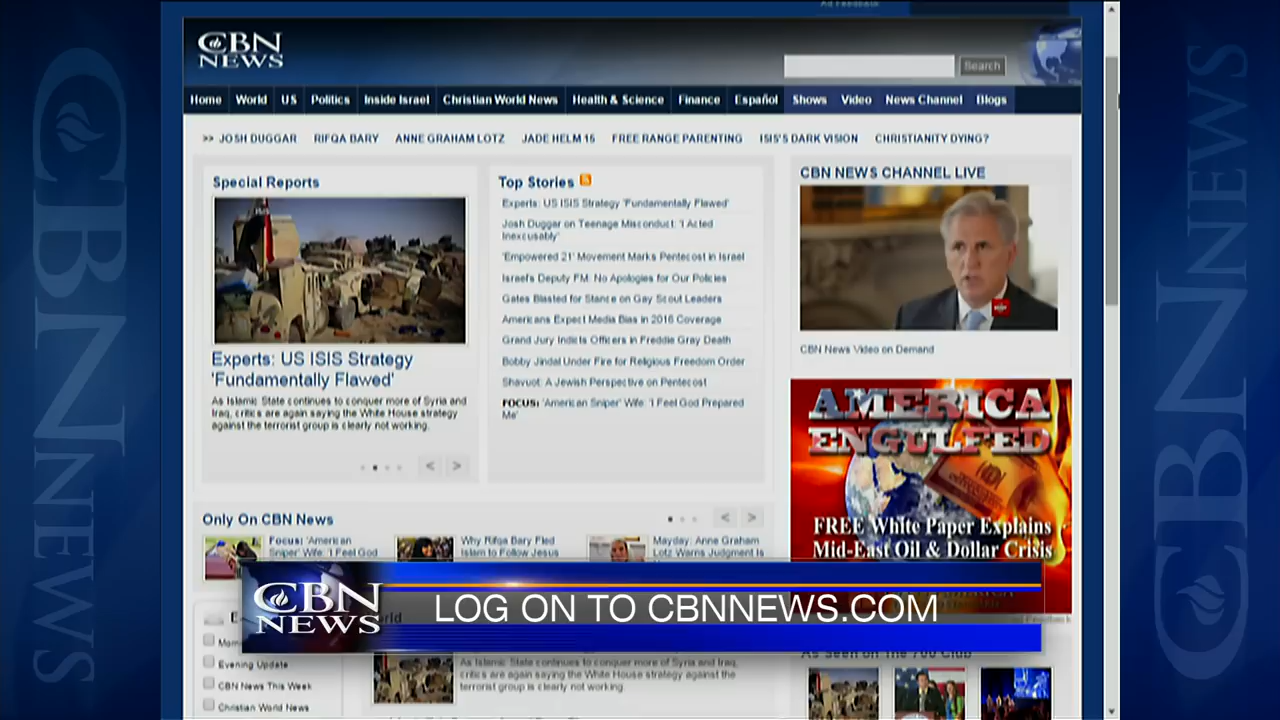 Ad Feedback
CBN
NEWS
Search
Home World US Politics Inside Israel Christian World News Health & Science Finance Español Shows Video News Channel Blogs
>> JOSH DUGGAR RIFQA BARY ANNE GRAHAM LOTZ JADE HELM 15 FREE RANGE PARENTING ISIS'S DARK VISION CHRISTIANITY DYING?
Special Reports
Experts: US ISIS Strategy
'Fundamentally Flawed'
As Islamic State continues to conquer more of Syria and
Iraq, critics are again saying the White House strategy
against the terrorist group is clearly not working.
< >
Top Stories
Experts: US ISIS Strategy 'Fundamentally Flawed'
Josh Duggar on Teenage Misconduct: 'I Acted
Inexcusably'
'Empowered 21' Movement Marks Pentecost in Israel
Israel's Deputy FM: No Apologies for Our Policies
Gates Blasted for Stance on Gay Scout Leaders
Americans Expect Media Bias in 2016 Coverage
Grand Jury Indicts Officers in Freddie Gray Death
Bobby Jindal Under Fire for Religious Freedom Order
Shavuot: A Jewish Perspective on Pentecost
FOCUS: 'American Sniper' Wife: 'I Feel God Prepared
Me'
CBN NEWS CHANNEL LIVE
CBN News Video on Demand
AMERICA
ENGULFED
FREE White Paper Explains
Mid-East Oil & Dollar Crisis
Only On CBN News
< >
Focus: 'American
Sniper' Wife: 'I Feel God
Why Rifqa Bary Fled
Islam to Follow Jesus
Mayday: Anne Graham
Lotz Warns Judgment Is
CBN
NEWS
LOG ON TO CBNNEWS.COM
Evening Update
CBN News This Week
Christian World News
As Islamic State continues to conquer more of Syria and Iraq,
critics are again saying the White House strategy against the
terrorist group is clearly not working.
As Seen On The 700 Club
CBN NEWS
CBN NEWS